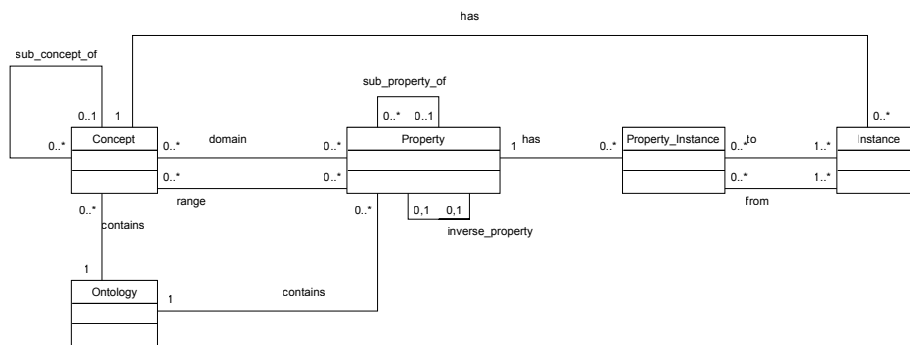 has
sub_concept_of
sub_property_of
0..1 1 0..* 0..1 0..*
Concept domain Property has Property_Instance to Instance
0..* 0..* 0..* 1 0..* 0..* 1..*
0..* 0..* 0..* 1..*
range from
0..* 0..* 0,1 0,1
contains
inverse_property
1
Ontology contains
1